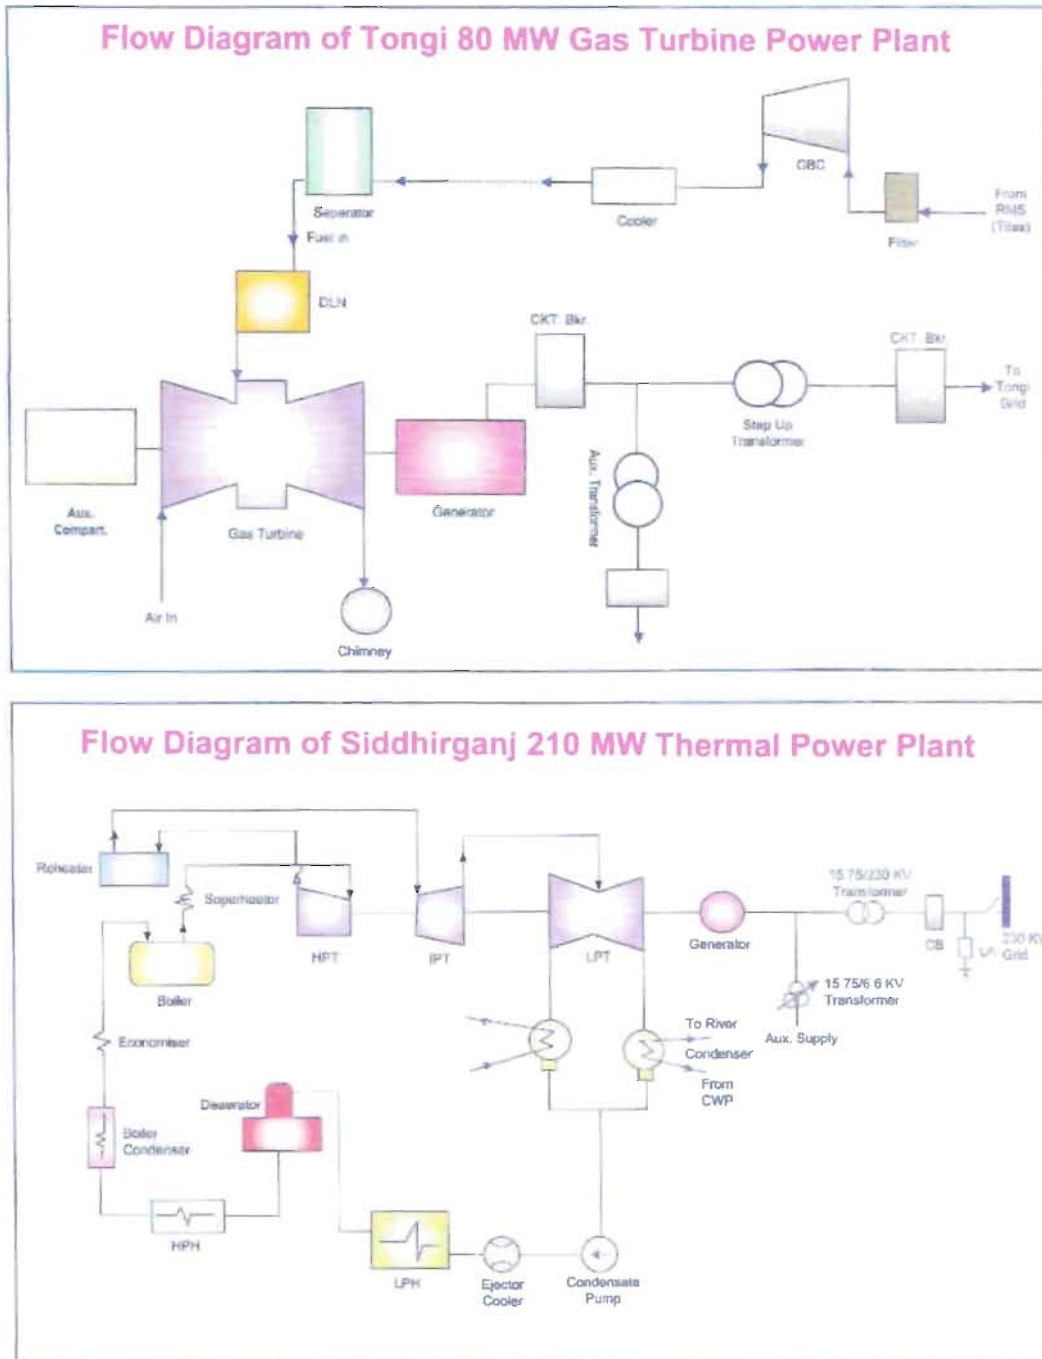 Flow Diagram of Tongi 80 MW Gas Turbine Power Plant
GBC
Seperator
Cooler
Filter
From
RMS
(Titas)
Fuel in
DLN
CKT. Bkr.
CKT. Bkr.
To
Tongi
Grid
Step Up
Transformer
Aux. Transformer
Aux.
Compart.
Gas Turbine
Generator
Air In
Chimney
Flow Diagram of Siddhirganj 210 MW Thermal Power Plant
Reheater
Superheater
15.75/230 KV
Transformer
HPT
IPT
LPT
Generator
CB
LA
230 KV
Grid
Boiler
15.75/6.6 KV
Transformer
Aux. Supply
Economiser
To River
Condenser
From
CWP
Deaerator
Boiler
Condenser
HPH
LPH
Ejector
Cooler
Condensate
Pump